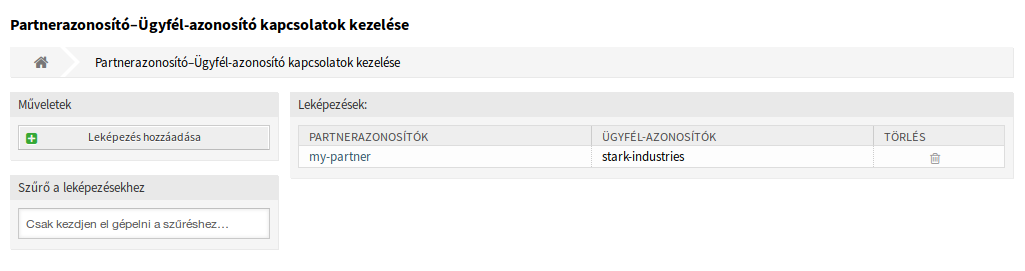 Partnerazonosító–Ügyfél-azonosító kapcsolatok kezelése
Partnerazonosító–Ügyfél-azonosító kapcsolatok kezelése
Műveletek
Leképezés hozzáadása
Szűrő a leképezésekhez
Csak kezdjen el gépelni a szűréshez…
Leképezések:
PARTNERAZONOSÍTÓK ÜGYFÉL-AZONOSÍTÓK TÖRLÉS
my-partner stark-industries